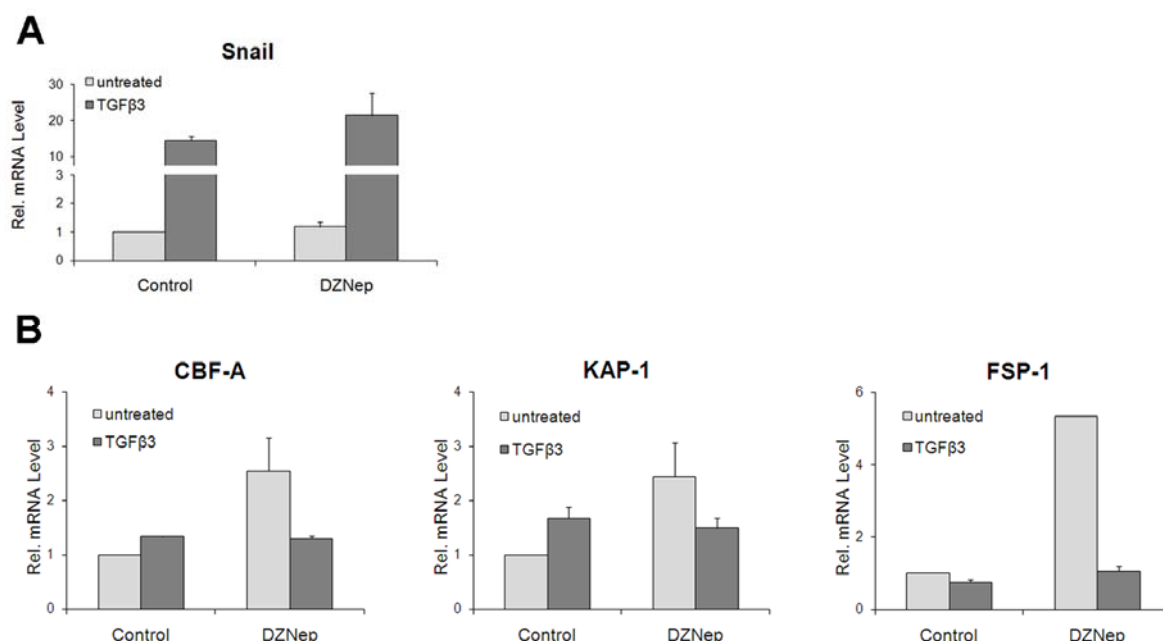 A
Snail
untreated
TGFβ3
Rel. mRNA Level
30
20
10
3
2
1
0
Control DZNep
B
CBF-A
Rel. mRNA Level
4
3
2
1
0
untreated
TGFβ3
Control DZNep
KAP-1
Rel. mRNA Level
4
3
2
1
0
untreated
TGFβ3
Control DZNep
FSP-1
Rel. mRNA Level
6
4
2
0
untreated
TGFβ3
Control DZNep